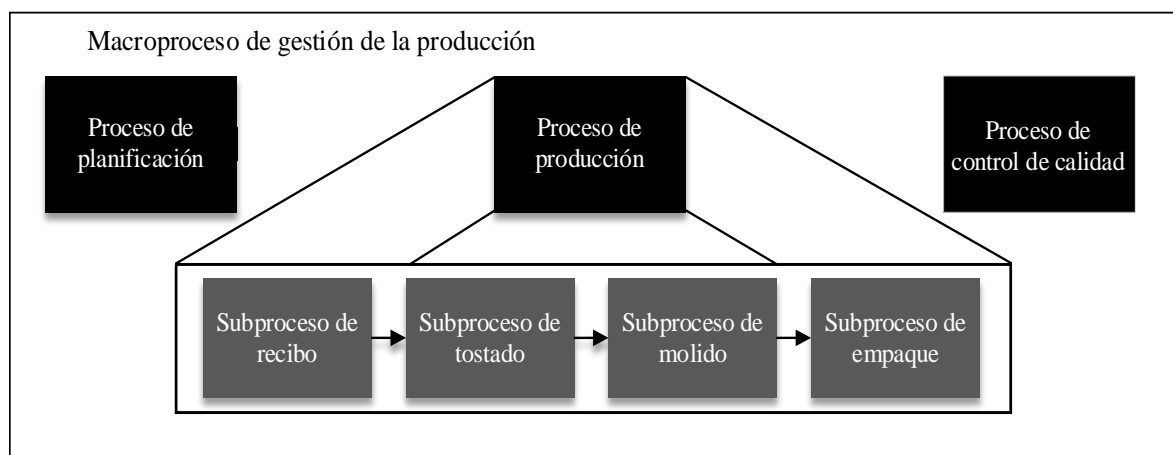 Macroproceso de gestión de la producción
Proceso de
planificación
Proceso de
producción
Proceso de
control de calidad
Subproceso de
recibo
Subproceso de
tostado
Subproceso de
molido
Subproceso de
empaque